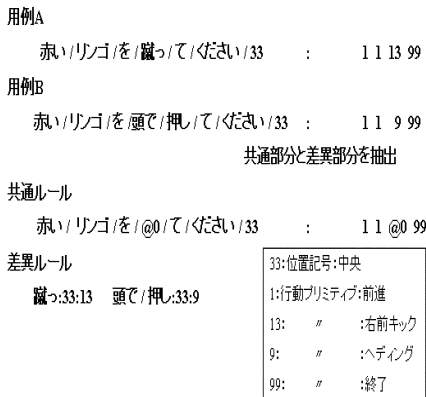 用例A
赤い / リンゴ / を / 蹴っ / て / ください / 33 : 1 1 13 99
用例B
赤い / リンゴ / を / 頭で / 押し / て / ください / 33 : 1 1 9 99
共通部分と差異部分を抽出
共通ルール
赤い / リンゴ / を / @0 / て / ください / 33 : 1 1 @0 99
差異ルール
蹴っ:33:13 頭で / 押し:33:9
33:位置記号:中央
1:行動プリミティブ:前進
13: 〃 :右前キック
9: 〃 :ヘディング
99: 〃 :終了